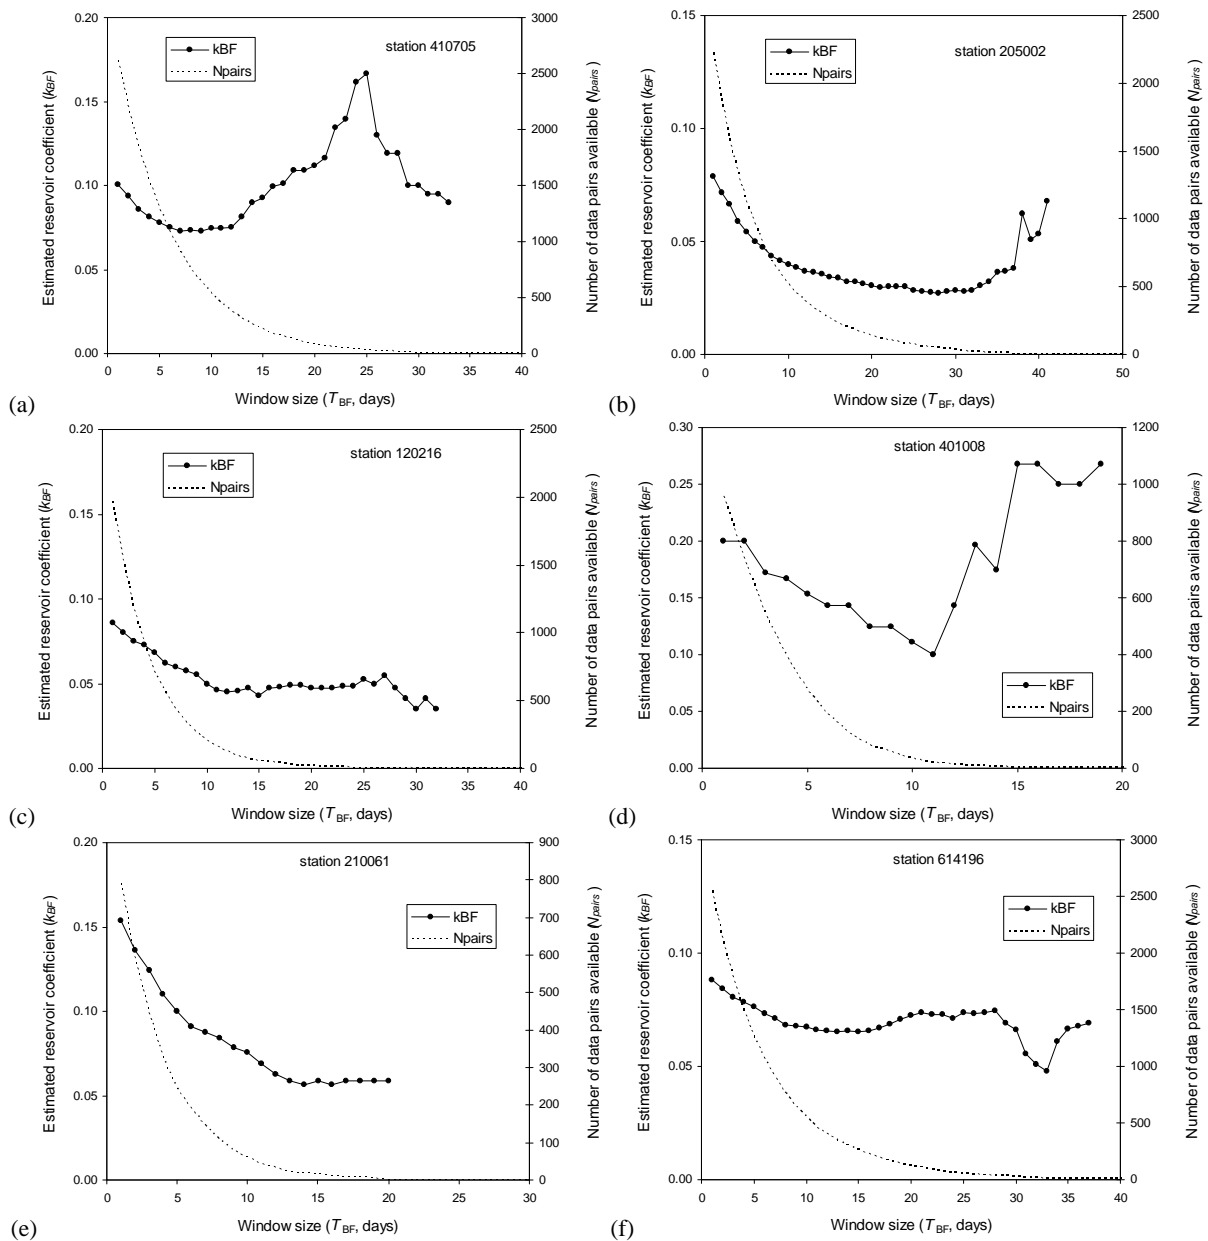 0.20
0.15
0.10
0.05
0.00
Estimated reservoir coefficient (kBF)
kBF
Npairs
station 410705
3000
2500
2000
1500
1000
500
0
Number of data pairs available (Npairs)
0 5 10 15 20 25 30 35 40
Window size (TBF, days)
(a)
0.15
0.10
0.05
0.00
Estimated reservoir coefficient (kBF)
kBF
Npairs
station 205002
2500
2000
1500
1000
500
0
Number of data pairs available (Npairs)
0 10 20 30 40 50
Window size (TBF, days)
(b)
0.20
0.15
0.10
0.05
0.00
Estimated reservoir coefficient (kBF)
station 120216
kBF
Npairs
2500
2000
1500
1000
500
0
Number of data pairs available (Npairs)
0 5 10 15 20 25 30 35 40
Window size (TBF, days)
(c)
0.30
0.25
0.20
0.15
0.10
0.05
0.00
Estimated reservoir coefficient (kBF)
station 401008
kBF
Npairs
1200
1000
800
600
400
200
0
Number of data pairs available (Npairs)
0 5 10 15 20
Window size (TBF, days)
(d)
0.20
0.15
0.10
0.05
0.00
Estimated reservoir coefficient (kBF)
station 210061
kBF
Npairs
900
800
700
600
500
400
300
200
100
0
Number of data pairs available (Npairs)
0 5 10 15 20 25 30
Window size (TBF, days)
(e)
0.15
0.10
0.05
0.00
Estimated reservoir coefficient (kBF)
station 614196
kBF
Npairs
3000
2500
2000
1500
1000
500
0
Number of data pairs available (Npairs)
0 5 10 15 20 25 30 35 40
Window size (TBF, days)
(f)